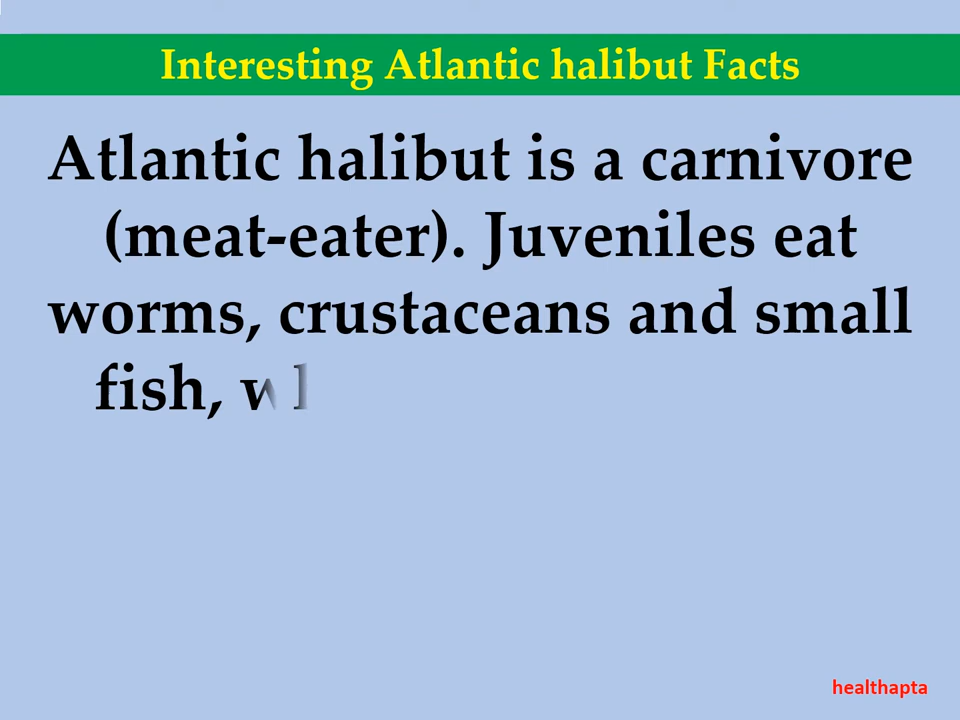 Interesting Atlantic halibut Facts
Atlantic halibut is a carnivore
(meat-eater). Juveniles eat
worms, crustaceans and small
fish,
healthapta